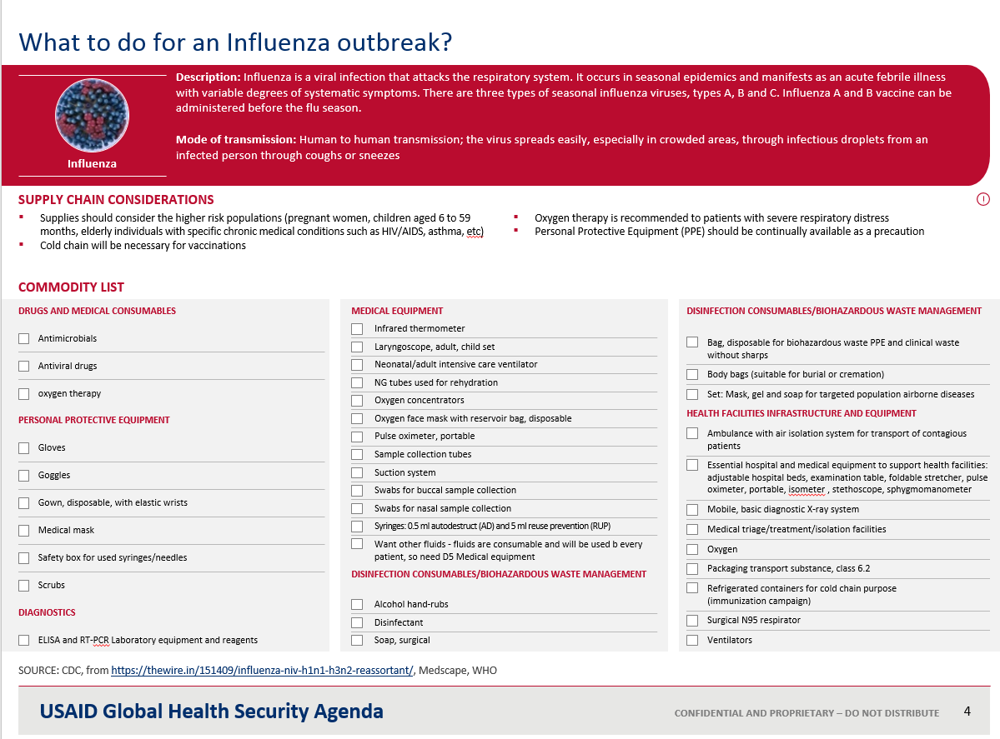 What to do for an Influenza outbreak?
Influenza
Description: Influenza is a viral infection that attacks the respiratory system. It occurs in seasonal epidemics and manifests as an acute febrile illness
with variable degrees of systematic symptoms. There are three types of seasonal influenza viruses, types A, B and C. Influenza A and B vaccine can be
administered before the flu season.
Mode of transmission: Human to human transmission; the virus spreads easily, especially in crowded areas, through infectious droplets from an
infected person through coughs or sneezes
SUPPLY CHAIN CONSIDERATIONS
!
▪ Supplies should consider the higher risk populations (pregnant women, children aged 6 to 59
months, elderly individuals with specific chronic medical conditions such as HIV/AIDS, asthma, etc)
▪ Cold chain will be necessary for vaccinations
▪ Oxygen therapy is recommended to patients with severe respiratory distress
▪ Personal Protective Equipment (PPE) should be continually available as a precaution
COMMODITY LIST
DRUGS AND MEDICAL CONSUMABLES
Antimicrobials
Antiviral drugs
oxygen therapy
PERSONAL PROTECTIVE EQUIPMENT
Gloves
Goggles
Gown, disposable, with elastic wrists
Medical mask
Safety box for used syringes/needles
Scrubs
DIAGNOSTICS
ELISA and RT-PCR Laboratory equipment and reagents
MEDICAL EQUIPMENT
Infrared thermometer
Laryngoscope, adult, child set
Neonatal/adult intensive care ventilator
NG tubes used for rehydration
Oxygen concentrators
Oxygen face mask with reservoir bag, disposable
Pulse oximeter, portable
Sample collection tubes
Suction system
Swabs for buccal sample collection
Swabs for nasal sample collection
Syringes: 0.5 ml autodestruct (AD) and 5 ml reuse prevention (RUP)
Want other fluids - fluids are consumable and will be used b every
patient, so need D5 Medical equipment
DISINFECTION CONSUMABLES/BIOHAZARDOUS WASTE MANAGEMENT
Alcohol hand-rubs
Disinfectant
Soap, surgical
DISINFECTION CONSUMABLES/BIOHAZARDOUS WASTE MANAGEMENT
Bag, disposable for biohazardous waste PPE and clinical waste
without sharps
Body bags (suitable for burial or cremation)
Set: Mask, gel and soap for targeted population airborne diseases
HEALTH FACILITIES INFRASTRUCTURE AND EQUIPMENT
Ambulance with air isolation system for transport of contagious
patients
Essential hospital and medical equipment to support health facilities:
adjustable hospital beds, examination table, foldable stretcher, pulse
oximeter, portable, isometer , stethoscope, sphygmomanometer
Mobile, basic diagnostic X-ray system
Medical triage/treatment/isolation facilities
Oxygen
Packaging transport substance, class 6.2
Refrigerated containers for cold chain purpose
(immunization campaign)
Surgical N95 respirator
Ventilators
SOURCE: CDC, from https://thewire.in/151409/influenza-niv-h1n1-h3n2-reassortant/, Medscape, WHO
USAID Global Health Security Agenda
CONFIDENTIAL AND PROPRIETARY – DO NOT DISTRIBUTE
4